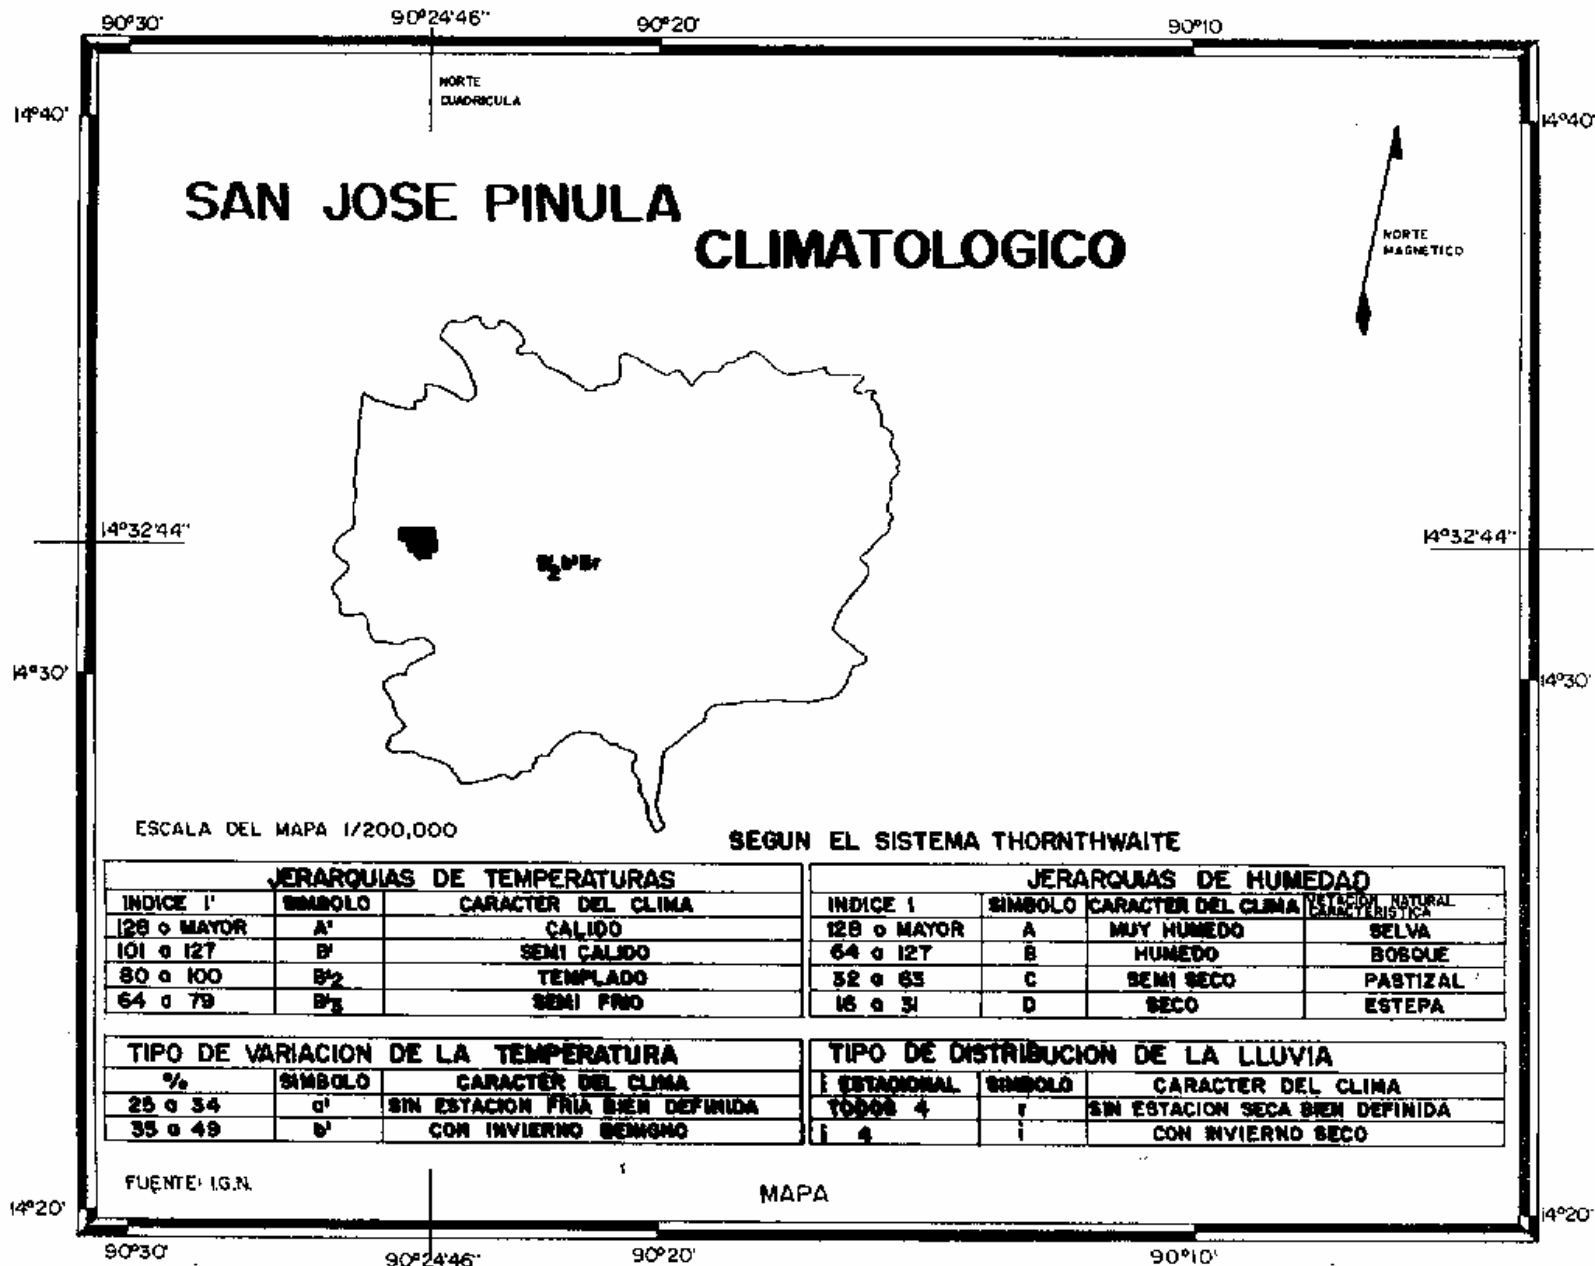 90°30' 90°24'46" 90°20' 90°10
NORTE
CUADRICULA
14°40' 14°40'
SAN JOSE PINULA
CLIMATOLOGICO
NORTE
MAGNETICO
14°32'44" 14°32'44"
B'2 b'Br
14°30' 14°30'
ESCALA DEL MAPA 1/200,000
SEGUN EL SISTEMA THORNTHWAITE
JERARQUIAS DE TEMPERATURAS
INDICE I' SIMBOLO CARACTER DEL CLIMA
128 o MAYOR A' CALIDO
101 a 127 B' SEMI CALIDO
80 a 100 B'2 TEMPLADO
64 a 79 B'3 SEMI FRIO
JERARQUIAS DE HUMEDAD
INDICE I SIMBOLO CARACTER DEL CLIMA VETACION NATURAL CARACTERISTICA
128 o MAYOR A MUY HUMEDO SELVA
64 a 127 B HUMEDO BOSQUE
32 a 63 C SEMI SECO PASTIZAL
16 a 31 D SECO ESTEPA
TIPO DE VARIACION DE LA TEMPERATURA
% SIMBOLO CARACTER DEL CLIMA
25 a 34 a' SIN ESTACION FRIA BIEN DEFINIDA
35 a 49 b' CON INVIERNO BENIGNO
TIPO DE DISTRIBUCION DE LA LLUVIA
ESTACIONAL SIMBOLO CARACTER DEL CLIMA
TODOS 4 r SIN ESTACION SECA BIEN DEFINIDA
i 4 i CON INVIERNO SECO
FUENTE: I.G.N.
MAPA
14°20' 14°20'
90°30' 90°24'46" 90°20' 90°10'